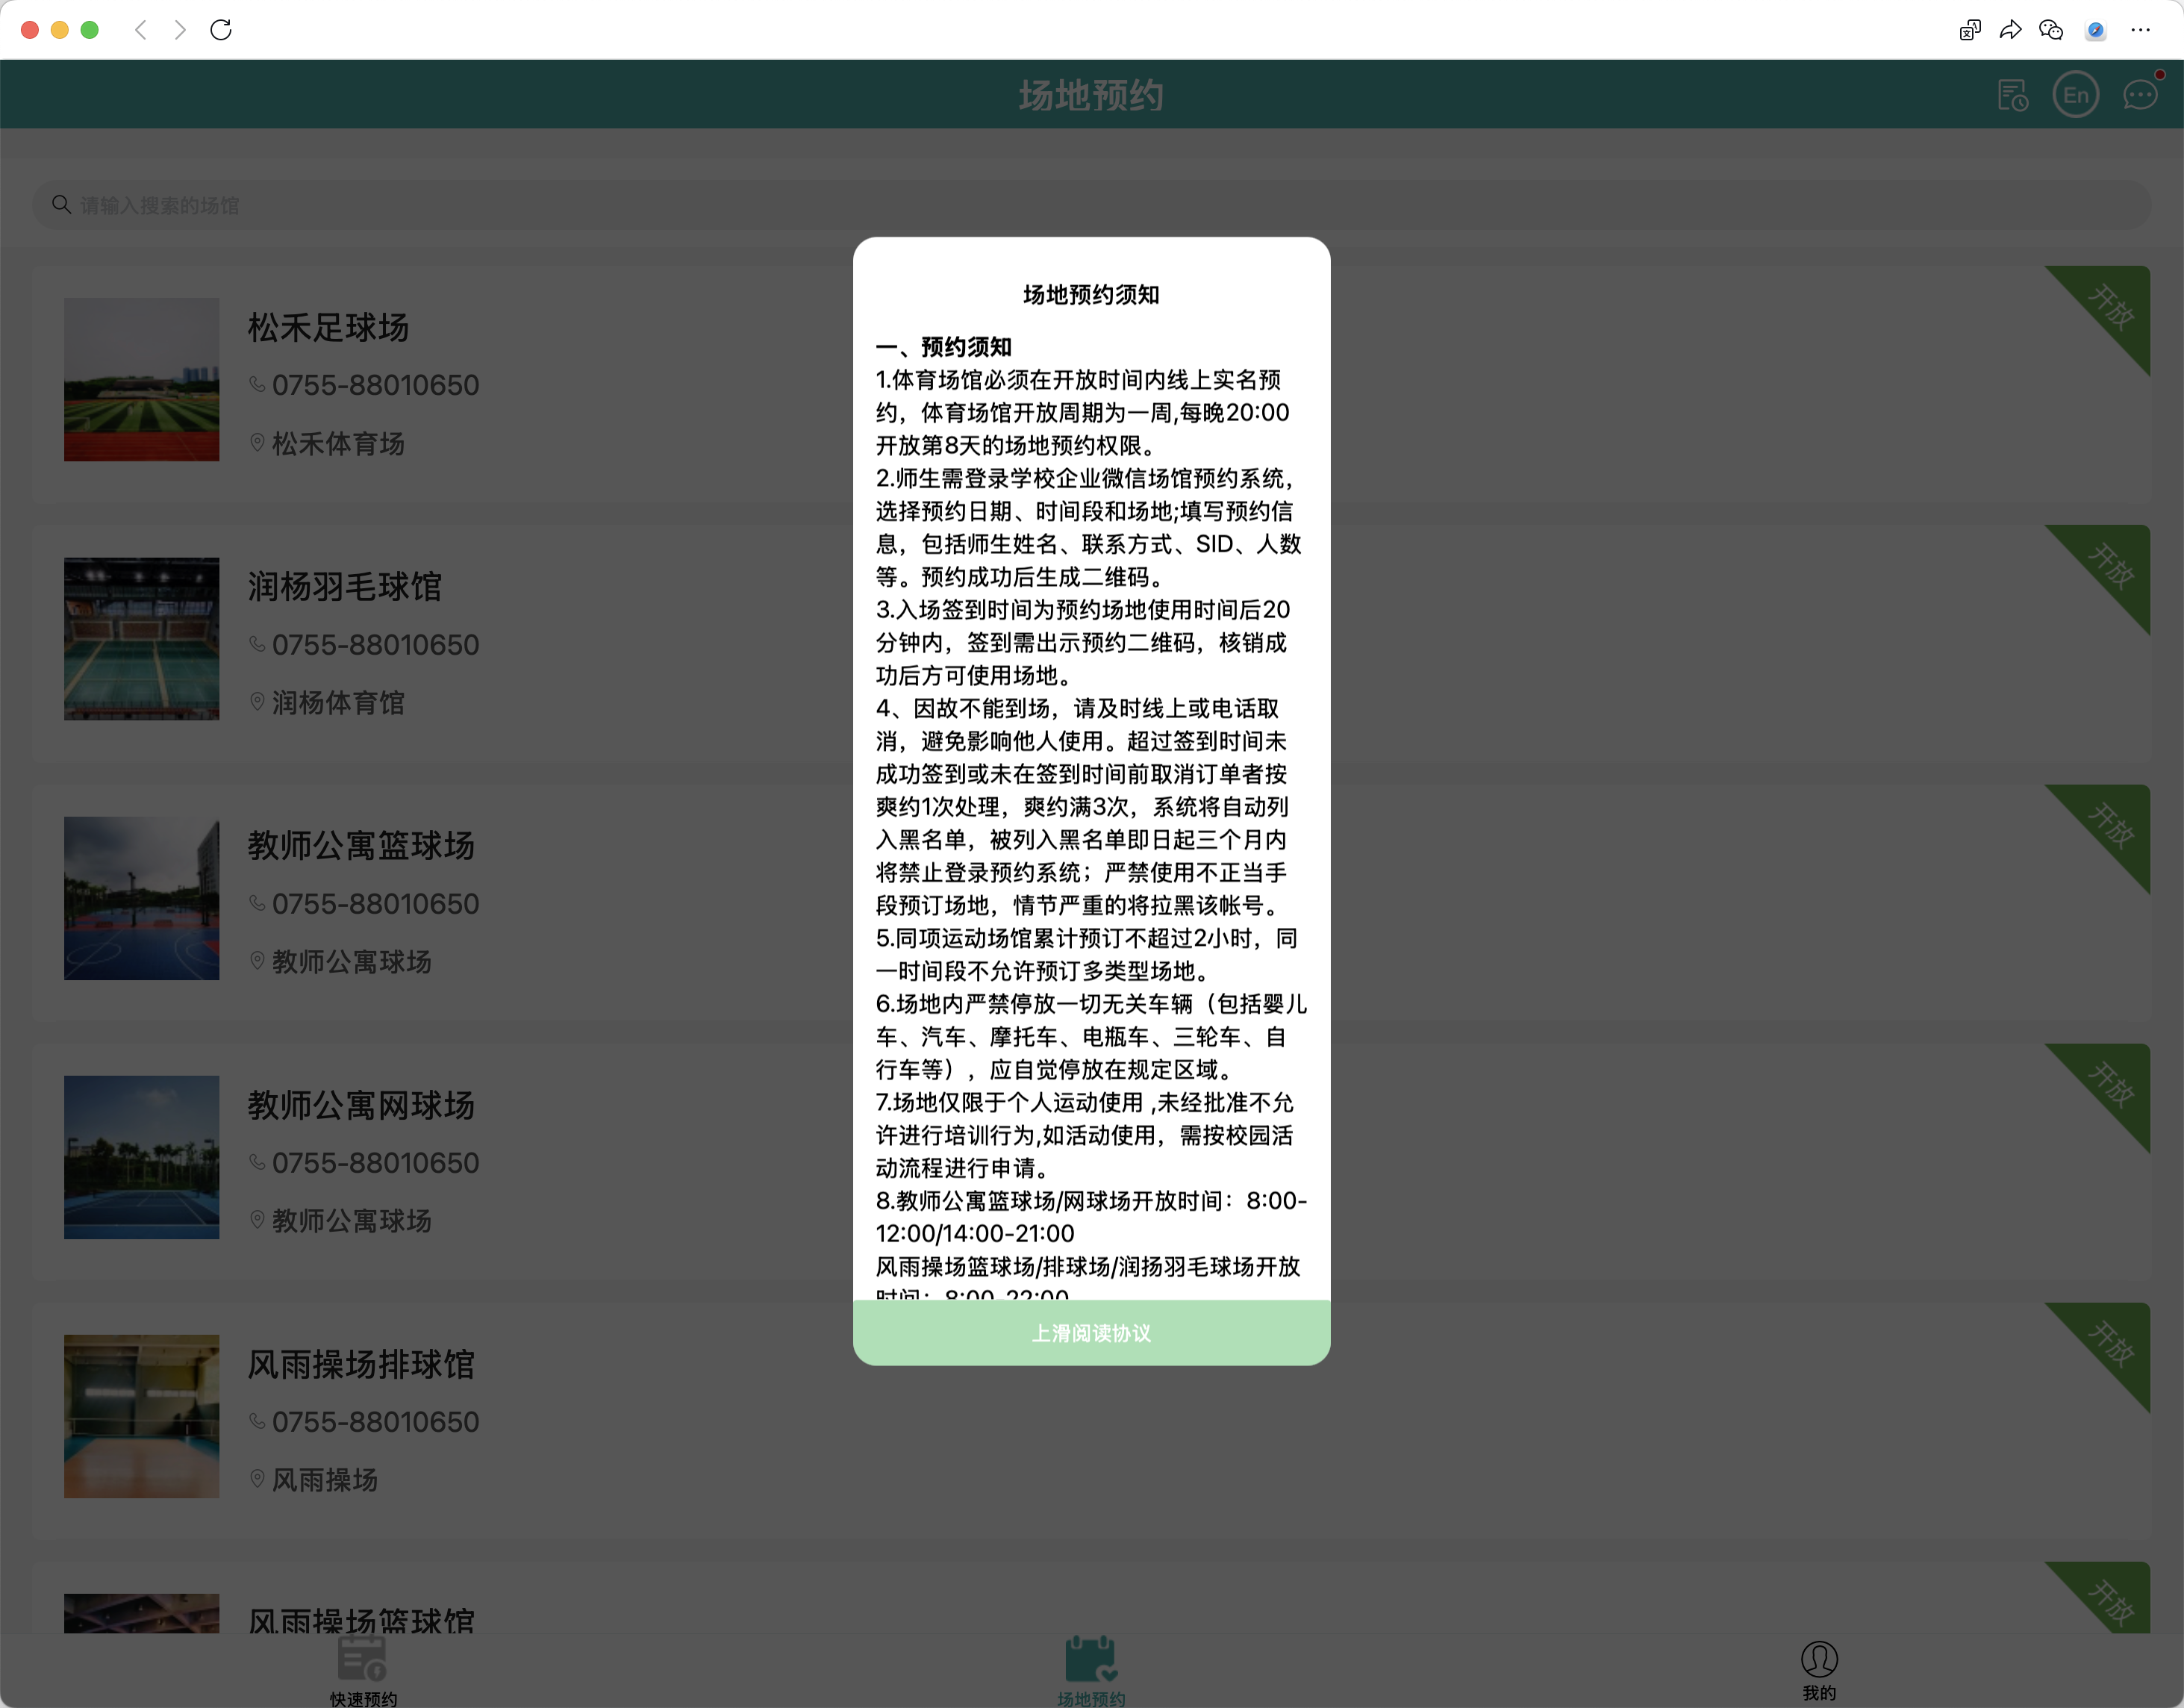 场地预约
En
请输入搜索的场馆
松禾足球场
0755-88010650
松禾体育场
开放
润杨羽毛球馆
0755-88010650
润杨体育馆
开放
教师公寓篮球场
0755-88010650
教师公寓球场
开放
教师公寓网球场
0755-88010650
教师公寓球场
开放
风雨操场排球馆
0755-88010650
风雨操场
开放
风雨操场篮球馆
开放
场地预约须知
一、预约须知
1.体育场馆必须在开放时间内线上实名预
约，体育场馆开放周期为一周,每晚20:00
开放第8天的场地预约权限。
2.师生需登录学校企业微信场馆预约系统，
选择预约日期、时间段和场地;填写预约信
息，包括师生姓名、联系方式、SID、人数
等。预约成功后生成二维码。
3.入场签到时间为预约场地使用时间后20
分钟内，签到需出示预约二维码，核销成
功后方可使用场地。
4、因故不能到场，请及时线上或电话取
消，避免影响他人使用。超过签到时间未
成功签到或未在签到时间前取消订单者按
爽约1次处理，爽约满3次，系统将自动列
入黑名单，被列入黑名单即日起三个月内
将禁止登录预约系统；严禁使用不正当手
段预订场地，情节严重的将拉黑该帐号。
5.同项运动场馆累计预订不超过2小时，同
一时间段不允许预订多类型场地。
6.场地内严禁停放一切无关车辆（包括婴儿
车、汽车、摩托车、电瓶车、三轮车、自
行车等），应自觉停放在规定区域。
7.场地仅限于个人运动使用 ,未经批准不允
许进行培训行为,如活动使用，需按校园活
动流程进行申请。
8.教师公寓篮球场/网球场开放时间：8:00-
12:00/14:00-21:00
风雨操场篮球场/排球场/润扬羽毛球场开放
时间：8:00-22:00
上滑阅读协议
快速预约
场地预约
我的